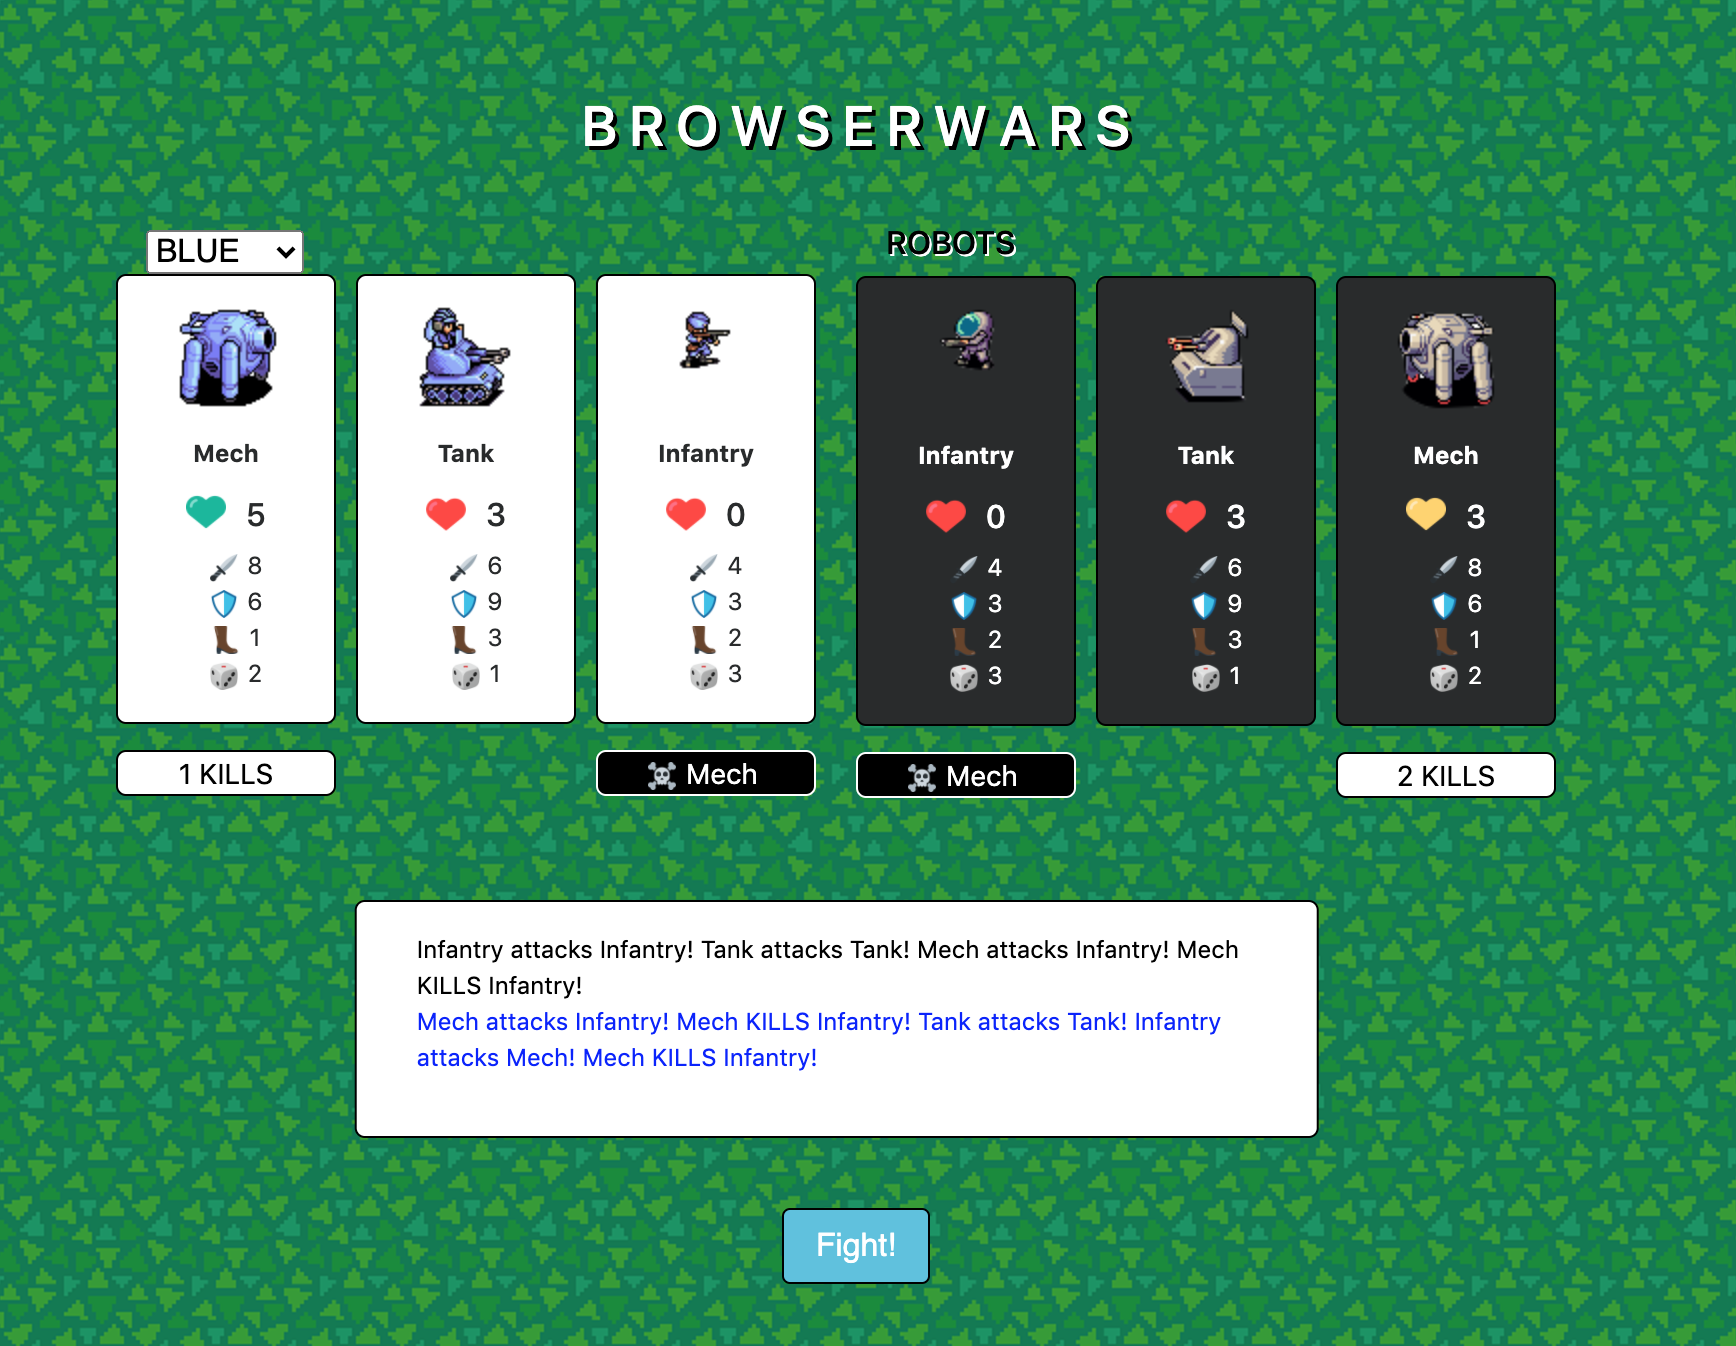 BROWSERWARS
BLUE
ROBOTS
Mech
5
8
6
1
2
Tank
3
6
9
3
1
Infantry
0
4
3
2
3
Infantry
0
4
3
2
3
Tank
3
6
9
3
1
Mech
3
8
6
1
2
1 KILLS
Mech
Mech
2 KILLS
Infantry attacks Infantry! Tank attacks Tank! Mech attacks Infantry! Mech
KILLS Infantry!
Mech attacks Infantry! Mech KILLS Infantry! Tank attacks Tank! Infantry
attacks Mech! Mech KILLS Infantry!
Fight!